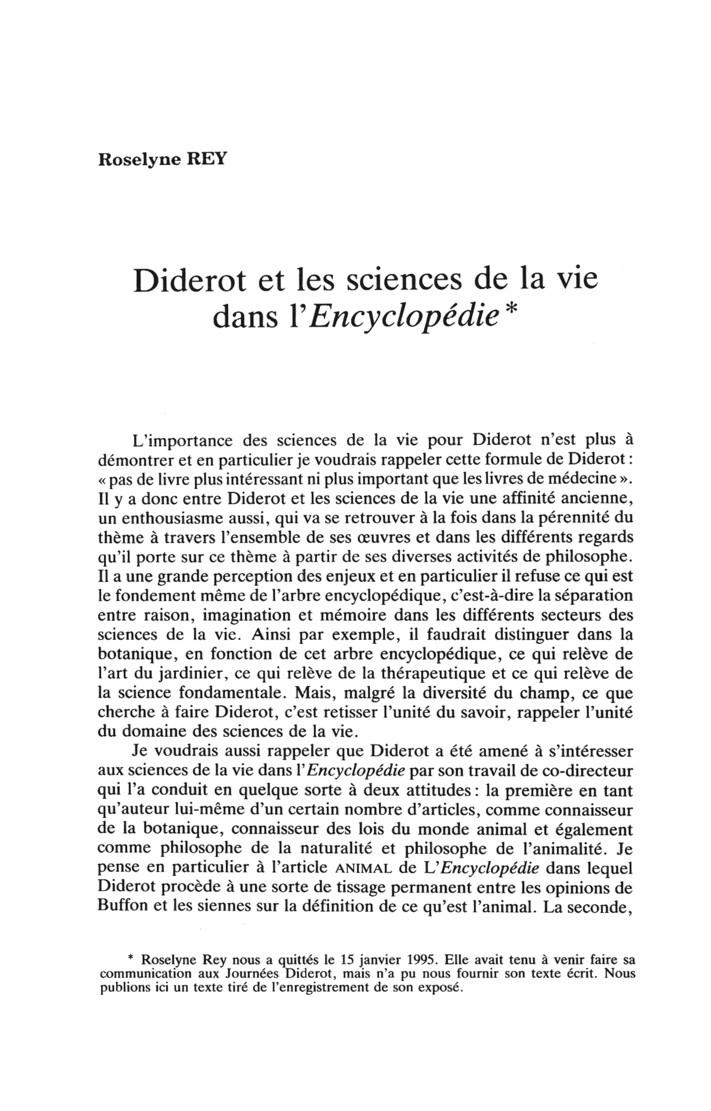 Roselyne REY
Diderot et les sciences de la vie
dans l'Encyclopédie*
L'importance des sciences de la vie pour Diderot n'est plus à
démontrer et en particulier je voudrais rappeler cette formule de Diderot :
« pas de livre plus intéressant ni plus important que les livres de médecine ».
Il y a donc entre Diderot et les sciences de la vie une affinité ancienne,
un enthousiasme aussi, qui va se retrouver à la fois dans la pérennité du
thème à travers l'ensemble de ses œuvres et dans les différents regards
qu'il porte sur ce thème à partir de ses diverses activités de philosophe.
Il a une grande perception des enjeux et en particulier il refuse ce qui est
le fondement même de l'arbre encyclopédique, c'est-à-dire la séparation
entre raison, imagination et mémoire dans les différents secteurs des
sciences de la vie. Ainsi par exemple, il faudrait distinguer dans la
botanique, en fonction de cet arbre encyclopédique, ce qui relève de
l'art du jardinier, ce qui relève de la thérapeutique et ce qui relève de
la science fondamentale. Mais, malgré la diversité du champ, ce que
cherche à faire Diderot, c'est retisser l'unité du savoir, rappeler l'unité
du domaine des sciences de la vie.
Je voudrais aussi rappeler que Diderot a été amené à s'intéresser
aux sciences de la vie dans l'Encyclopédie par son travail de co-directeur
qui l'a conduit en quelque sorte à deux attitudes : la première en tant
qu'auteur lui-même d'un certain nombre d'articles, comme connaisseur
de la botanique, connaisseur des lois du monde animal et également
comme philosophe de la naturalité et philosophe de l'animalité. Je
pense en particulier à l'article ANIMAL de L'Encyclopédie dans lequel
Diderot procède à une sorte de tissage permanent entre les opinions de
Buffon et les siennes sur la définition de ce qu'est l'animal. La seconde,
* Roselyne Rey nous a quittés le 15 janvier 1995. Elle avait tenu à venir faire sa
communication aux Journées Diderot, mais n'a pu nous fournir son texte écrit. Nous
publions ici un texte tiré de l'enregistrement de son exposé.